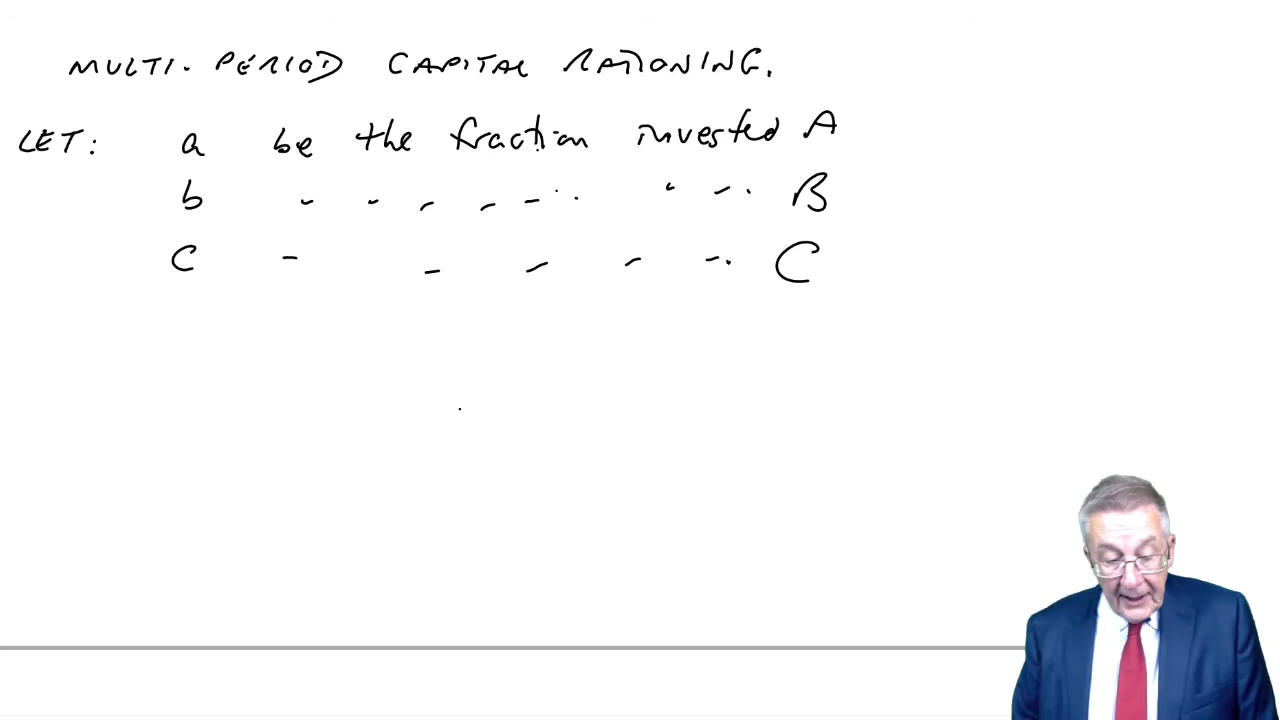 MULTI-PERIOD CAPITAL RATIONING.
LET: a be the fraction invested A
b " " " " " " " B
c " " " " " C